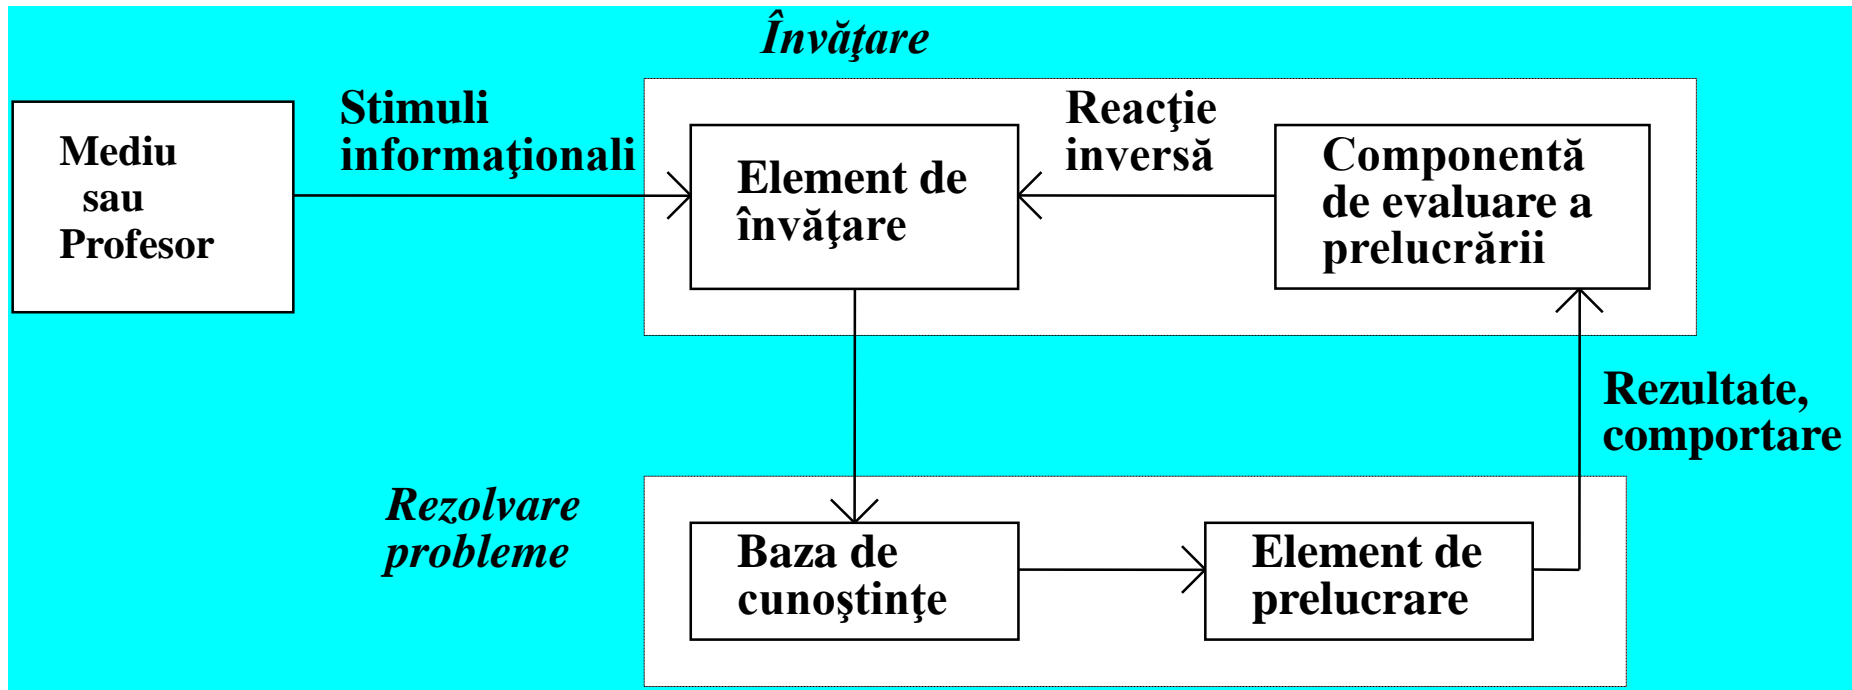 Învăţare
Mediu
sau
Profesor
Stimuli
informaţionali
Element de
învăţare
Reacţie
inversă
Componentă
de evaluare a
prelucrării
Rezultate,
comportare
Rezolvare
probleme
Baza de
cunoştinţe
Element de
prelucrare